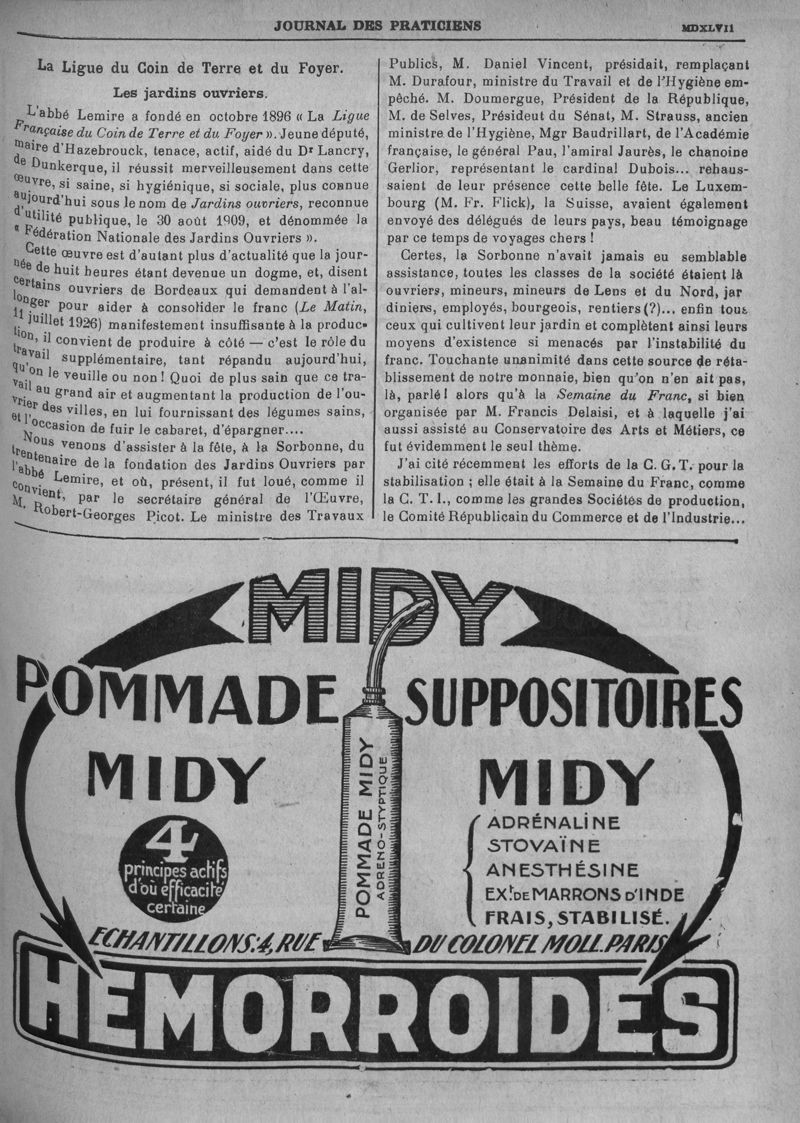 JOURNAL DES PRATICIENS
MDXLVII
La Ligue du Coin de Terre et du Foyer.
Les jardins ouvriers.
L'abbé Lemire a fondé en octobre 1896 « La Ligue
Française du Coin de Terre et du Foyer ». Jeune député,
maire d'Hazebrouck, tenace, actif, aidé du Dr Lancry,
de Dunkerque, il réussit merveilleusement dans cette
œuvre, si saine, si hygiénique, si sociale, plus connue
aujourd'hui sous le nom de Jardins ouvriers, reconnue
d'utilité publique, le 30 août 1909, et dénommée la
« Fédération Nationale des Jardins Ouvriers ».
Cette œuvre est d'autant plus d'actualité que la jour-
née de huit heures étant devenue un dogme, et, disent
certains ouvriers de Bordeaux qui demandent à l'al-
longer pour aider à consolider le franc (Le Matin,
11 juillet 1926) manifestement insuffisante à la produc-
tion, il convient de produire à côté — c'est le rôle du
travail supplémentaire, tant répandu aujourd'hui,
qu'on le veuille ou non ! Quoi de plus sain que ce tra-
vail au grand air et augmentant la production de l'ou-
vrier des villes, en lui fournissant des légumes sains,
et l'occasion de fuir le cabaret, d'épargner....
Nous venons d'assister à la fête, à la Sorbonne, du
trentenaire de la fondation des Jardins Ouvriers par
l'abbé Lemire, et où, présent, il fut loué, comme il
convient, par le secrétaire général de l'Œuvre,
M. Robert-Georges Picot. Le ministre des Travaux
Publics, M. Daniel Vincent, présidait, remplaçant
M. Durafour, ministre du Travail et de l'Hygiène em-
pêché. M. Doumergue, Président de la République,
M. de Selves, Présideut du Sénat, M. Strauss, ancien
ministre de l'Hygiène, Mgr Baudrillart, de l'Académie
française, le général Pau, l'amiral Jaurès, le chanoine
Gerlior, représentant le cardinal Dubois... rehaus-
saient de leur présence cette belle fête. Le Luxem-
bourg (M. Fr. Flick), la Suisse, avaient également
envoyé des délégués de leurs pays, beau témoignage
par ce temps de voyages chers !
Certes, la Sorbonne n'avait jamais eu semblable
assistance, toutes les classes de la société étaient là
ouvriers, mineurs, mineurs de Lens et du Nord, jar
diniers, employés, bourgeois, rentiers (?)... enfin tous
ceux qui cultivent leur jardin et complètent ainsi leurs
moyens d'existence si menacés par l'instabilité du
franc. Touchante unanimité dans cette source de réta-
blissement de notre monnaie, bien qu'on n'en ait pas,
là, parlé ! alors qu'à la Semaine du Franc, si bien
organisée par M. Francis Delaisi, et à laquelle j'ai
aussi assisté au Conservatoire des Arts et Métiers, ce
fut évidemment le seul thème.
J'ai cité récemment les efforts de la C. G. T. pour la
stabilisation ; elle était à la Semaine du Franc, comme
la C. T. I., comme les grandes Sociétés de production,
le Comité Républicain du Commerce et de l'Industrie...
MIDY
POMMADE
MIDY
4
principes actifs
d'où efficacité
certaine
POMMADE MIDY
ADRENO-STYPTIQUE
POMMADE MIDY
ADRENO-STYPTIQUE
SUPPOSITOIRES
MIDY
ADRÉNALINE
STOVAÏNE
ANESTHÉSINE
EXt. DE MARRONS D'INDE
FRAIS, STABILISÉ.
ECHANTILLONS: 4, RUE DU COLONEL MOLL. PARIS
HEMORROIDES